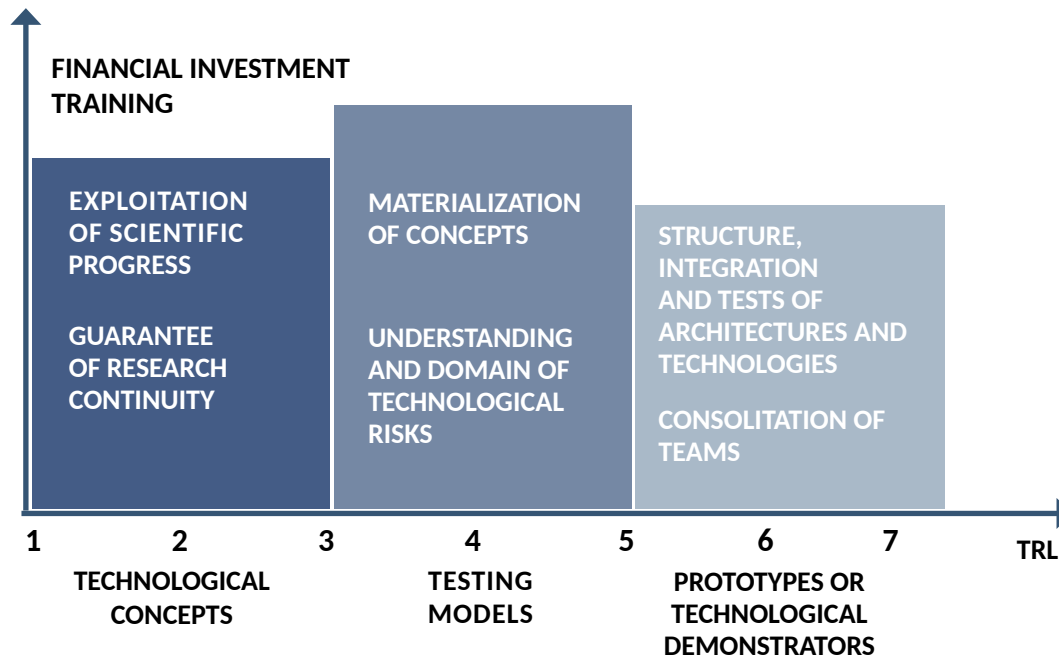 FINANCIAL INVESTMENT
TRAINING
EXPLOITATION
OF SCIENTIFIC
PROGRESS
GUARANTEE
OF RESEARCH
CONTINUITY
MATERIALIZATION
OF CONCEPTS
UNDERSTANDING
AND DOMAIN OF
TECHNOLOGICAL
RISKS
STRUCTURE,
INTEGRATION
AND TESTS OF
ARCHITECTURES AND
TECHNOLOGIES
CONSOLITATION OF
TEAMS
1 2 3 4 5 6 7
TRL
TECHNOLOGICAL
CONCEPTS
TESTING
MODELS
PROTOTYPES OR
TECHNOLOGICAL
DEMONSTRATORS